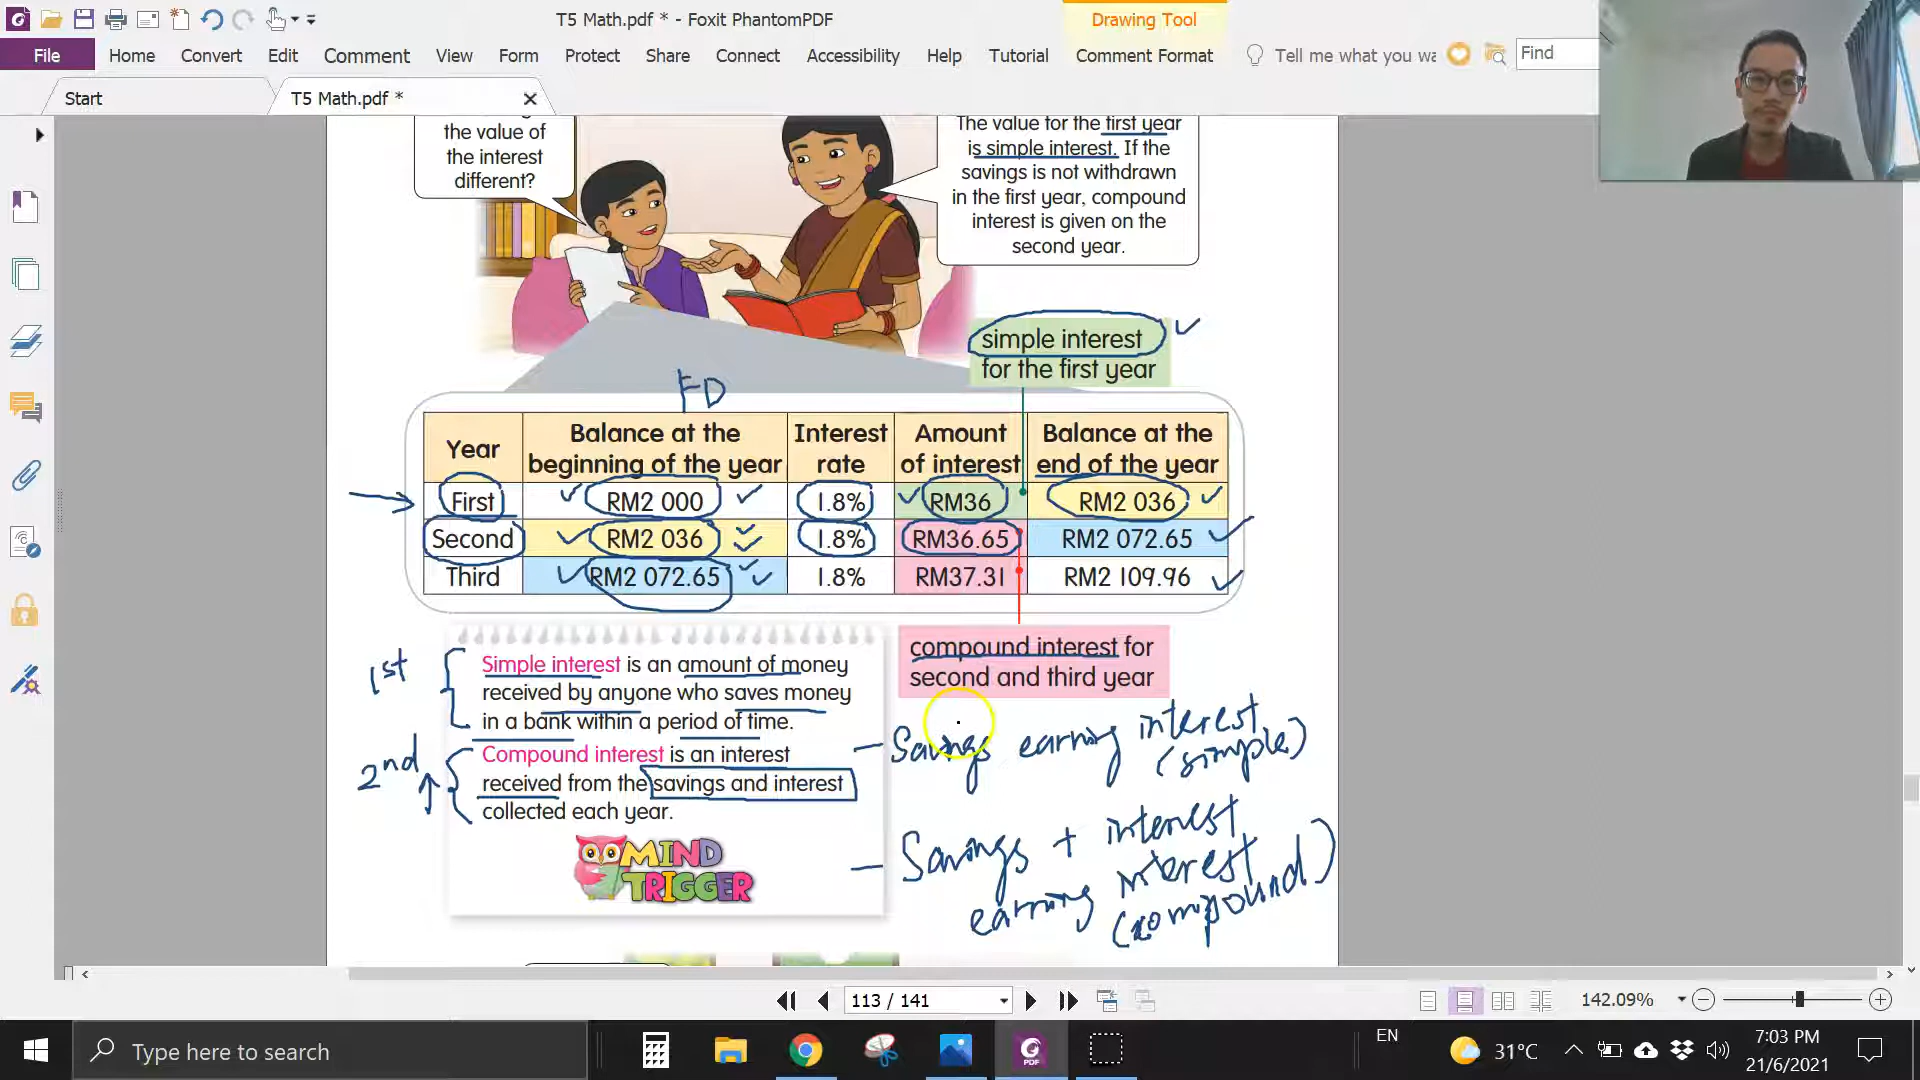 T5 Math.pdf * - Foxit PhantomPDF
Drawing Tool
File Home Convert Edit Comment View Form Protect Share Connect Accessibility Help Tutorial Comment Format Tell me what you wa Find
Start T5 Math.pdf *
the value of
the interest
different?
The value for the first year
is simple interest. If the
savings is not withdrawn
in the first year, compound
interest is given on the
second year.
simple interest
for the first year
FD
Year Balance at the beginning of the year Interest rate Amount of interest Balance at the end of the year
First RM2 000 1.8% RM36 RM2 036
Second RM2 036 1.8% RM36.65 RM2 072.65
Third RM2 072.65 1.8% RM37.31 RM2 109.96
compound interest for
second and third year
1st
Simple interest is an amount of money
received by anyone who saves money
in a bank within a period of time.
2nd
Compound interest is an interest
received from the savings and interest
collected each year.
MIND
TRIGGER
Savings earning interest
(simple)
Savings + interest
earning interest
(compound)
113 / 141
142.09%
Type here to search
PDF
EN
31°C
7:03 PM
21/6/2021